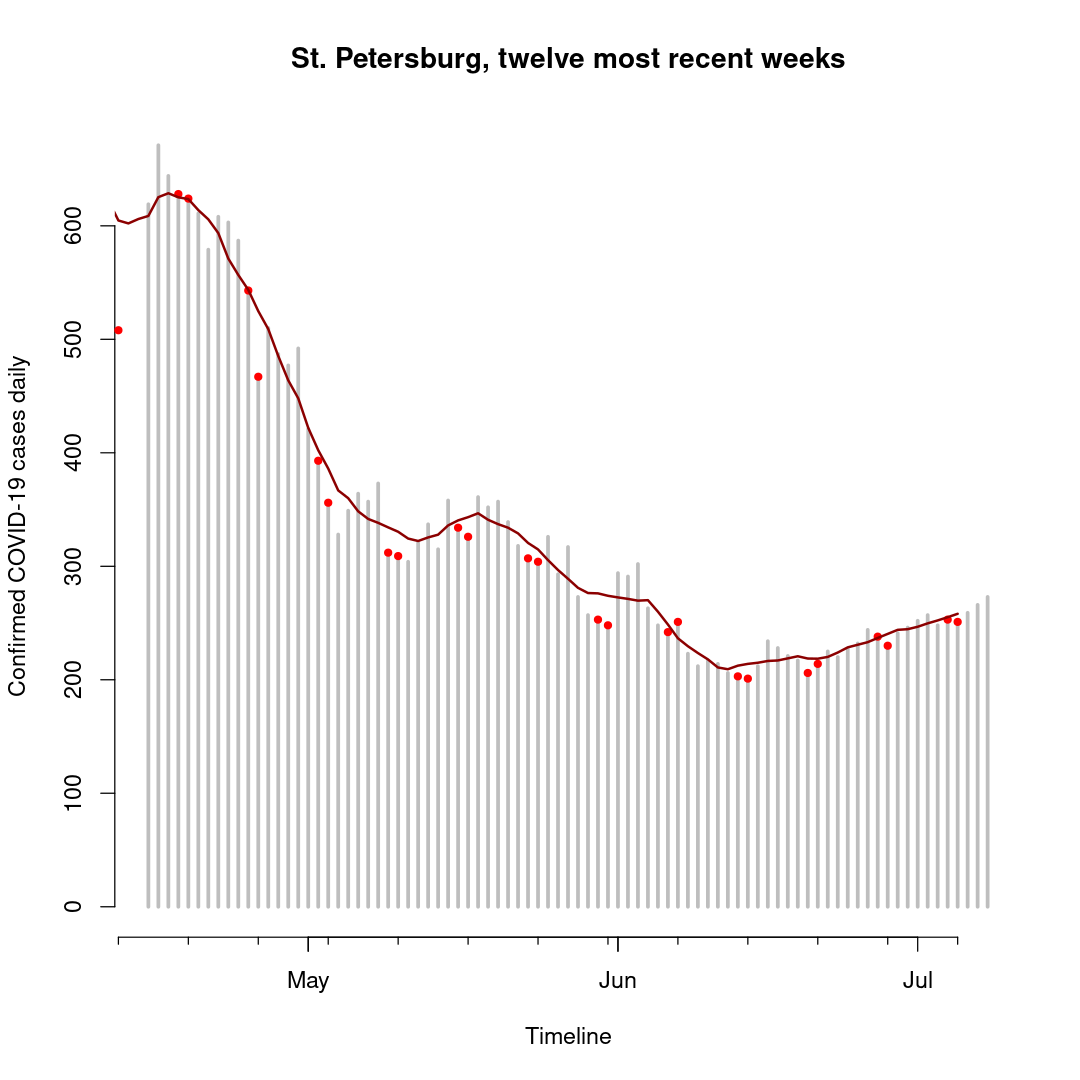 St. Petersburg, twelve most recent weeks
Confirmed COVID-19 cases daily
600
500
400
300
200
100
0
May Jun Jul
Timeline